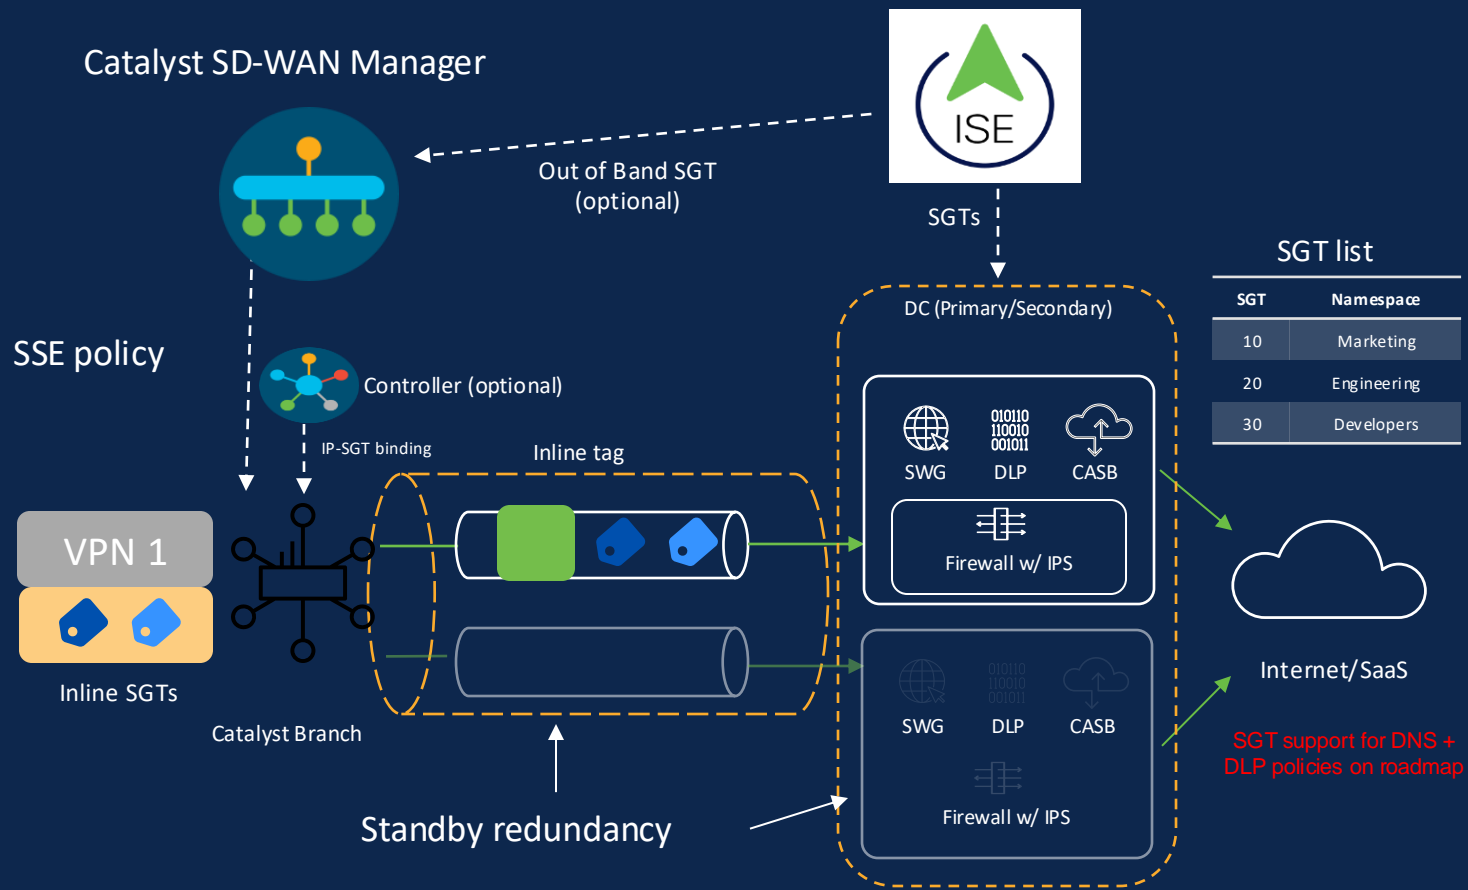 Catalyst SD-WAN Manager
ISE
Out of Band SGT
(optional)
SGTs
SGT list
SGT Namespace
10 Marketing
20 Engineering
30 Developers
DC (Primary/Secondary)
SSE policy
Controller (optional)
IP-SGT binding
Inline tag
010110
110010
001011
SWG DLP CASB
Firewall w/ IPS
VPN 1
Inline SGTs
Catalyst Branch
010110
110010
001011
SWG DLP CASB
Firewall w/ IPS
Internet/SaaS
SGT support for DNS +
DLP policies on roadmap
Standby redundancy